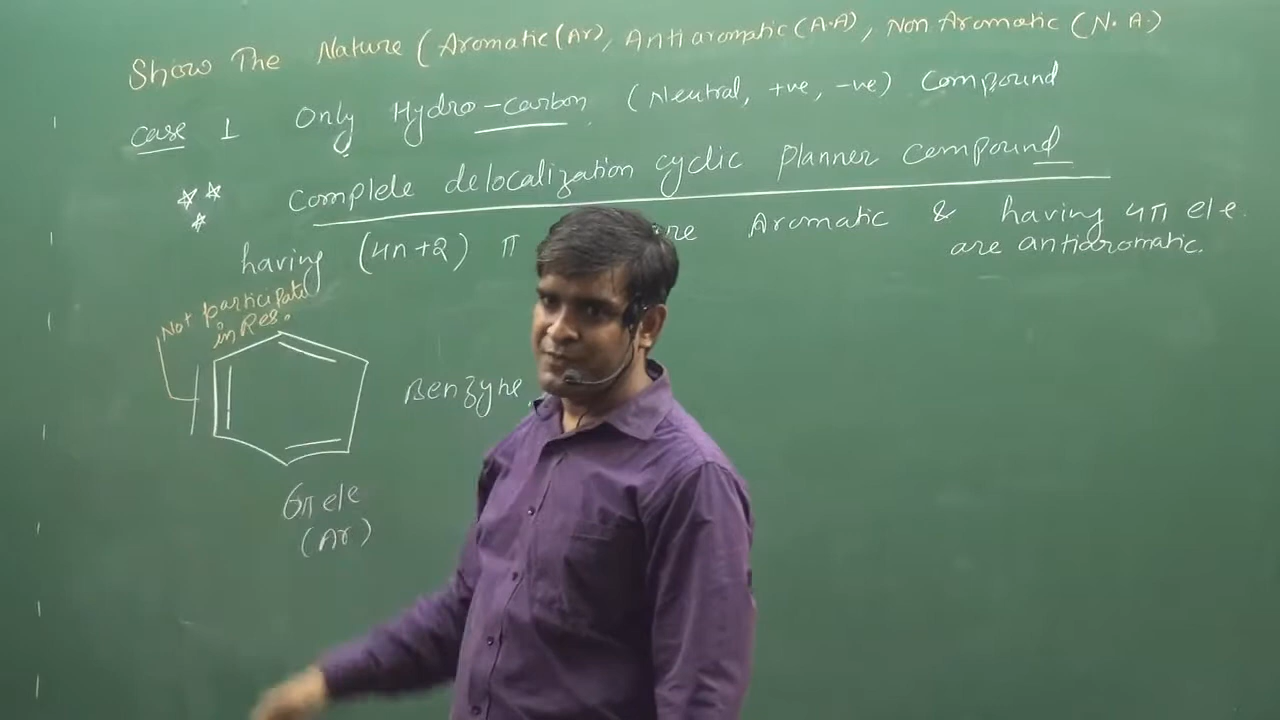 Show The Nature (Aromatic (Ar), Antiaromatic (A.A), Non Aromatic (N.A.)
Case 1 Only Hydro-carbon (Neutral, +ve, -ve) Compound
Complete delocalization cyclic planner compound
having (4n+2) π are Aromatic & having 4π ele.
are antiaromatic.
Not participate
in Res.
Benzyne
6π ele
(Ar)